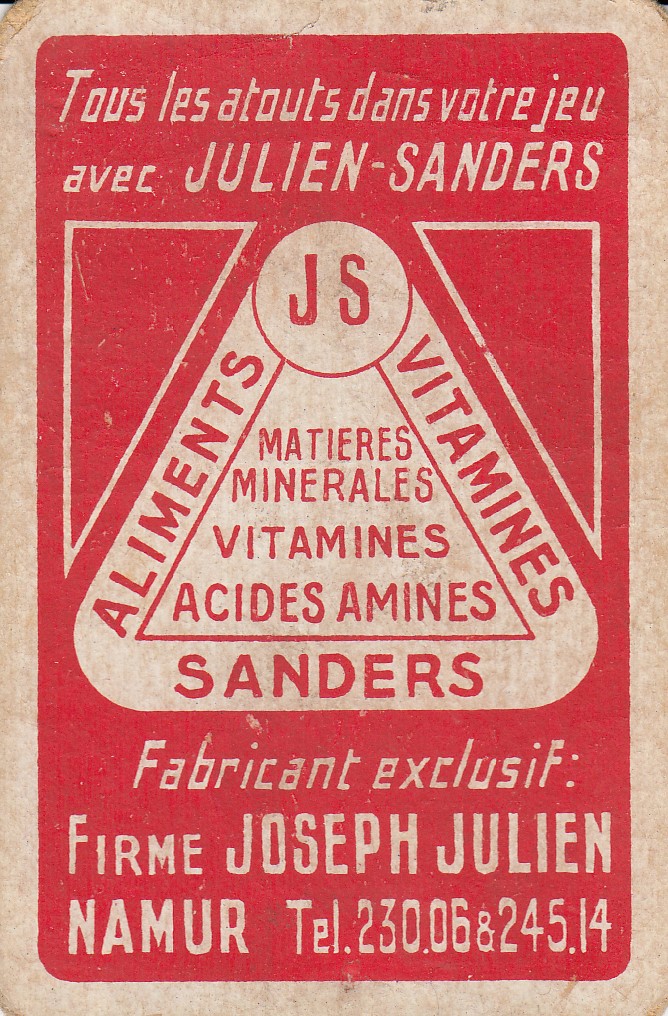 Tous les atouts dans votre jeu
avec JULIEN-SANDERS
JS
ALIMENTS
VITAMINES
MATIERES
MINERALES
VITAMINES
ACIDES AMINES
SANDERS
Fabricant exclusif:
FIRME JOSEPH JULIEN
NAMUR Tel.230.06&245.14